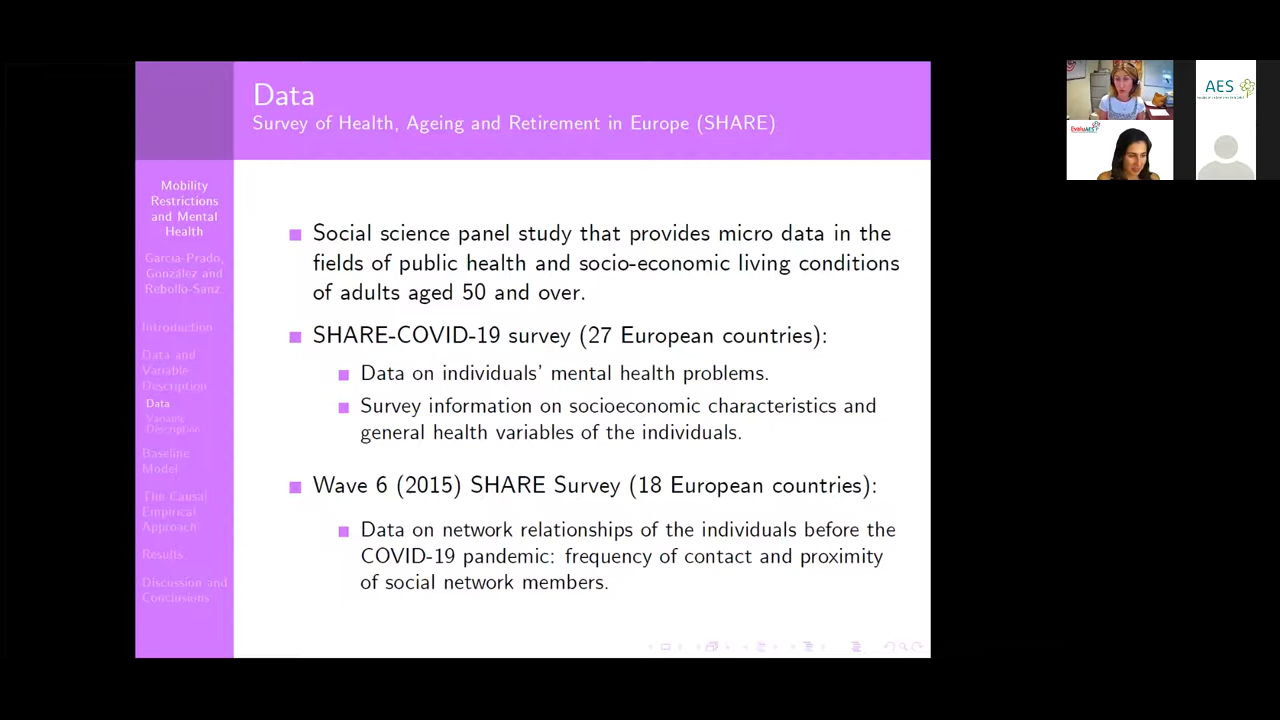 Data
Survey of Health, Ageing and Retirement in Europe (SHARE)
Mobility
Restrictions
and Mental
Health
García-Prado,
González and
Rebollo-Sanz
Introduction
Data and
Variable
Description
Data
Variable
Description
Baseline
Model
The Causal
Empirical
Approach
Results
Discussion and
Conclusions
Social science panel study that provides micro data in the
fields of public health and socio-economic living conditions
of adults aged 50 and over.
SHARE-COVID-19 survey (27 European countries):
Data on individuals' mental health problems.
Survey information on socioeconomic characteristics and
general health variables of the individuals.
Wave 6 (2015) SHARE Survey (18 European countries):
Data on network relationships of the individuals before the
COVID-19 pandemic: frequency of contact and proximity
of social network members.
AES
EvaluAES